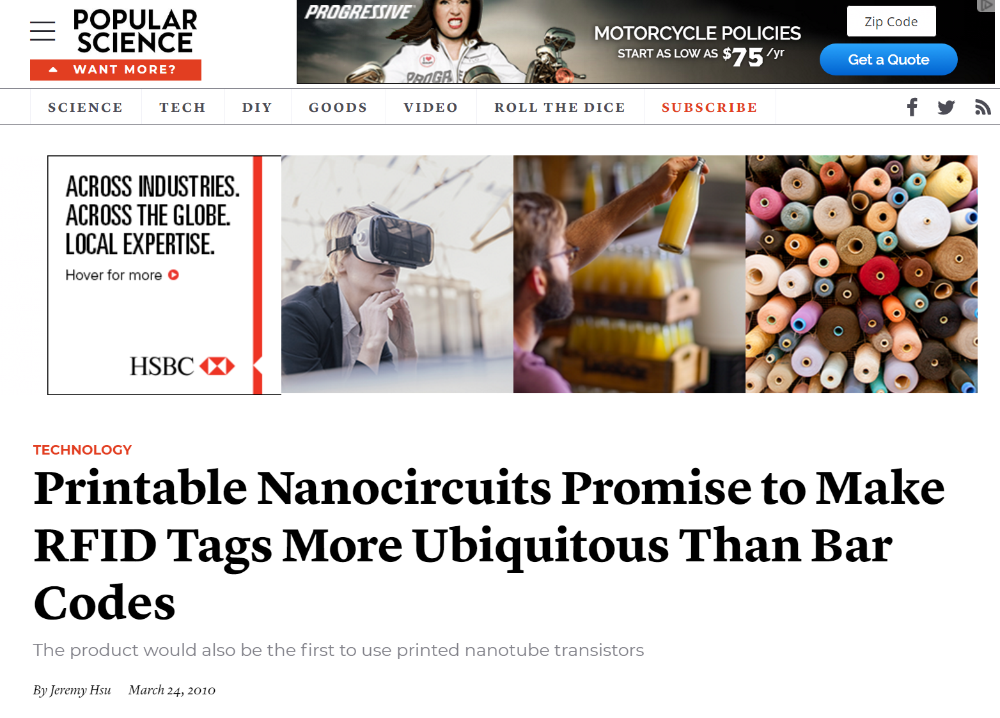 POPULAR
SCIENCE
WANT MORE?
PROGRESSIVE
MOTORCYCLE POLICIES
START AS LOW AS $75/yr
Zip Code
Get a Quote
SCIENCE
TECH
DIY
GOODS
VIDEO
ROLL THE DICE
SUBSCRIBE
ACROSS INDUSTRIES.
ACROSS THE GLOBE.
LOCAL EXPERTISE.
Hover for more
HSBC
TECHNOLOGY
Printable Nanocircuits Promise to Make
RFID Tags More Ubiquitous Than Bar
Codes
The product would also be the first to use printed nanotube transistors
By Jeremy Hsu March 24, 2010